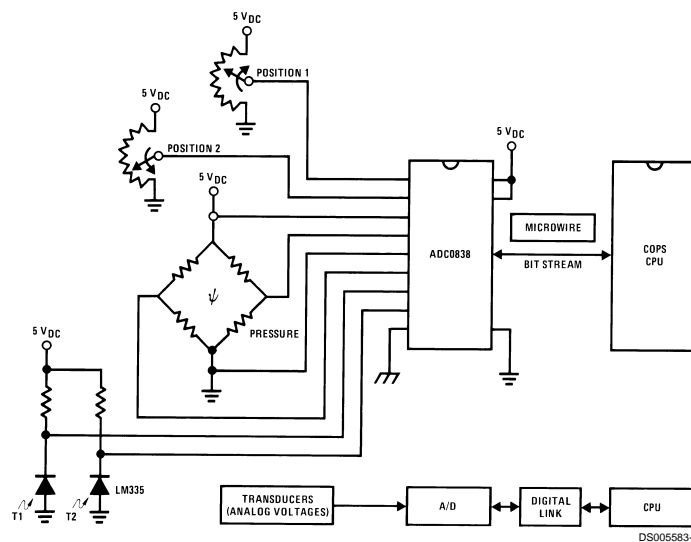 5 VDC
POSITION 1
5 VDC
POSITION 2
5 VDC
5 VDC
MICROWIRE
ADC0838
COPS
CPU
BIT STREAM
ψ
PRESSURE
5 VDC
LM335
T1
T2
TRANSDUCERS
(ANALOG VOLTAGES)
A/D
DIGITAL
LINK
CPU
DS005583-